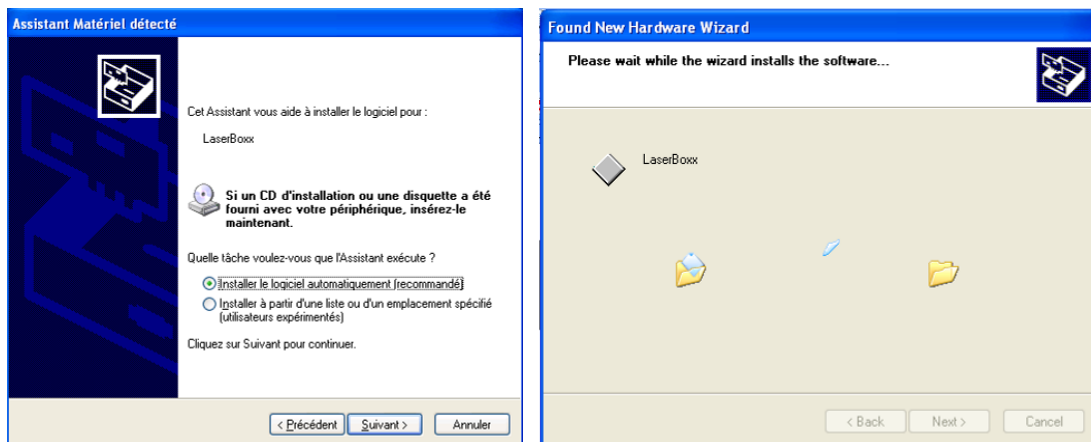 Assistant Matériel détecté
Cet Assistant vous aide à installer le logiciel pour :
LaserBoxx
Si un CD d'installation ou une disquette a été
fourni avec votre périphérique, insérez-le
maintenant.
Quelle tâche voulez-vous que l'Assistant exécute ?
Installer le logiciel automatiquement (recommandé)
Installer à partir d'une liste ou d'un emplacement spécifié
(utilisateurs expérimentés)
Cliquez sur Suivant pour continuer.
< Précédent
Suivant >
Annuler
Found New Hardware Wizard
Please wait while the wizard installs the software...
LaserBoxx
< Back
Next >
Cancel